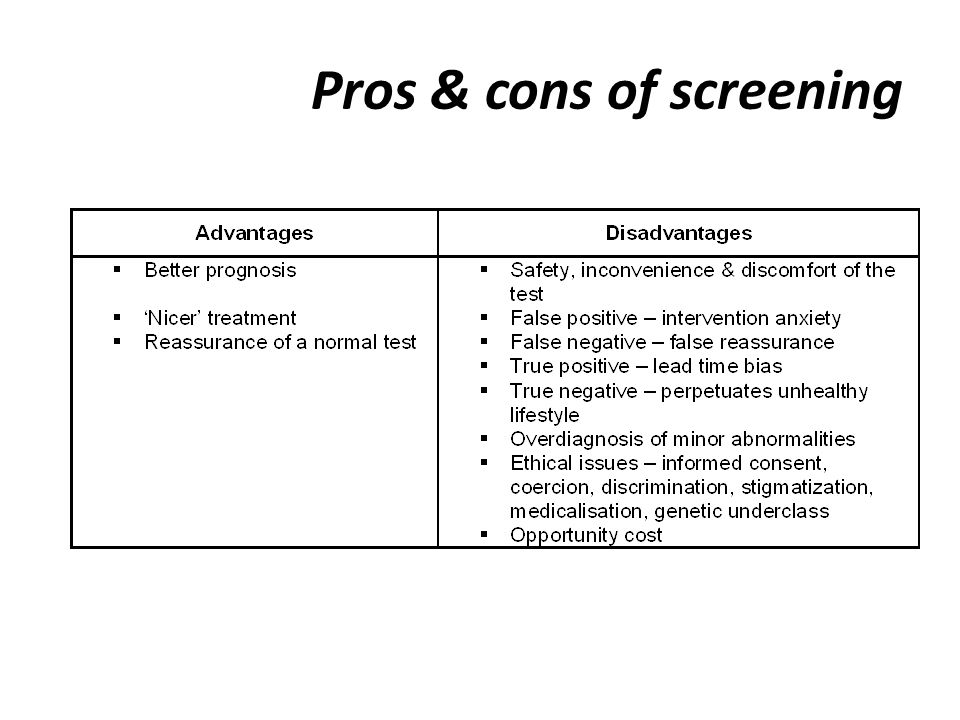 Pros & cons of screening
Advantages
Disadvantages
▪ Better prognosis
▪ ‘Nicer’ treatment
▪ Reassurance of a normal test
▪ Safety, inconvenience & discomfort of the
test
▪ False positive – intervention anxiety
▪ False negative – false reassurance
▪ True positive – lead time bias
▪ True negative – perpetuates unhealthy
lifestyle
▪ Overdiagnosis of minor abnormalities
▪ Ethical issues – informed consent,
coercion, discrimination, stigmatization,
medicalisation, genetic underclass
▪ Opportunity cost